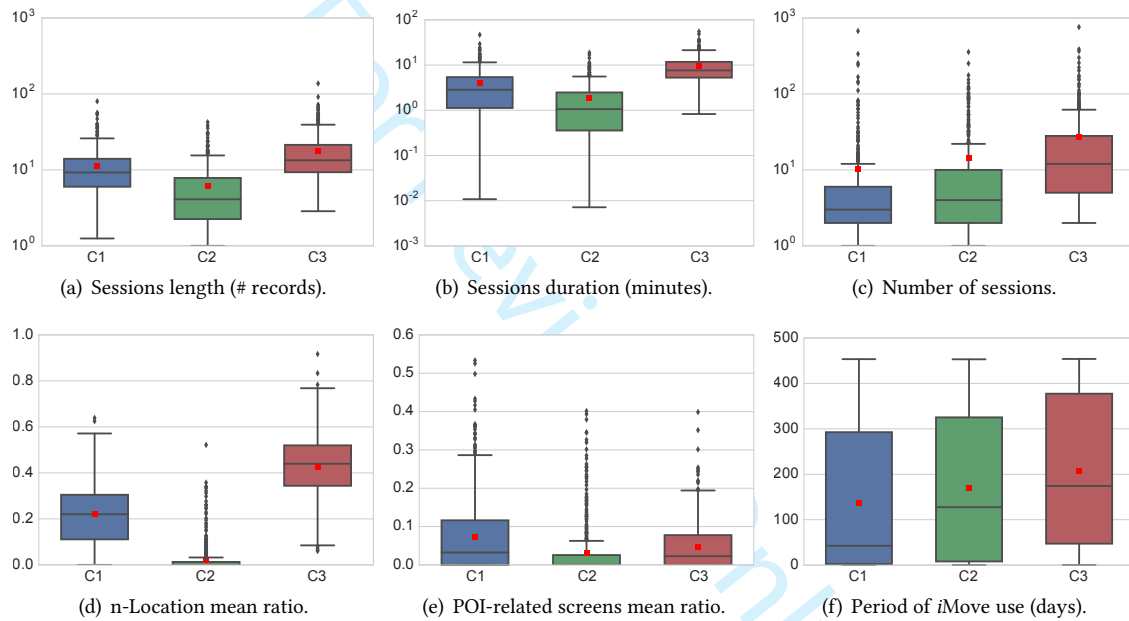 10³ 10² 10¹ 10⁰ C1 C2 C3
(a) Sessions length (# records).
10² 10¹ 10⁰ 10⁻¹ 10⁻² 10⁻³ C1 C2 C3
(b) Sessions duration (minutes).
10³ 10² 10¹ 10⁰ C1 C2 C3
(c) Number of sessions.
1.0 0.8 0.6 0.4 0.2 0.0 C1 C2 C3
(d) n-Location mean ratio.
0.6 0.5 0.4 0.3 0.2 0.1 0.0 C1 C2 C3
(e) POI-related screens mean ratio.
500 400 300 200 100 0 C1 C2 C3
(f) Period of iMove use (days).